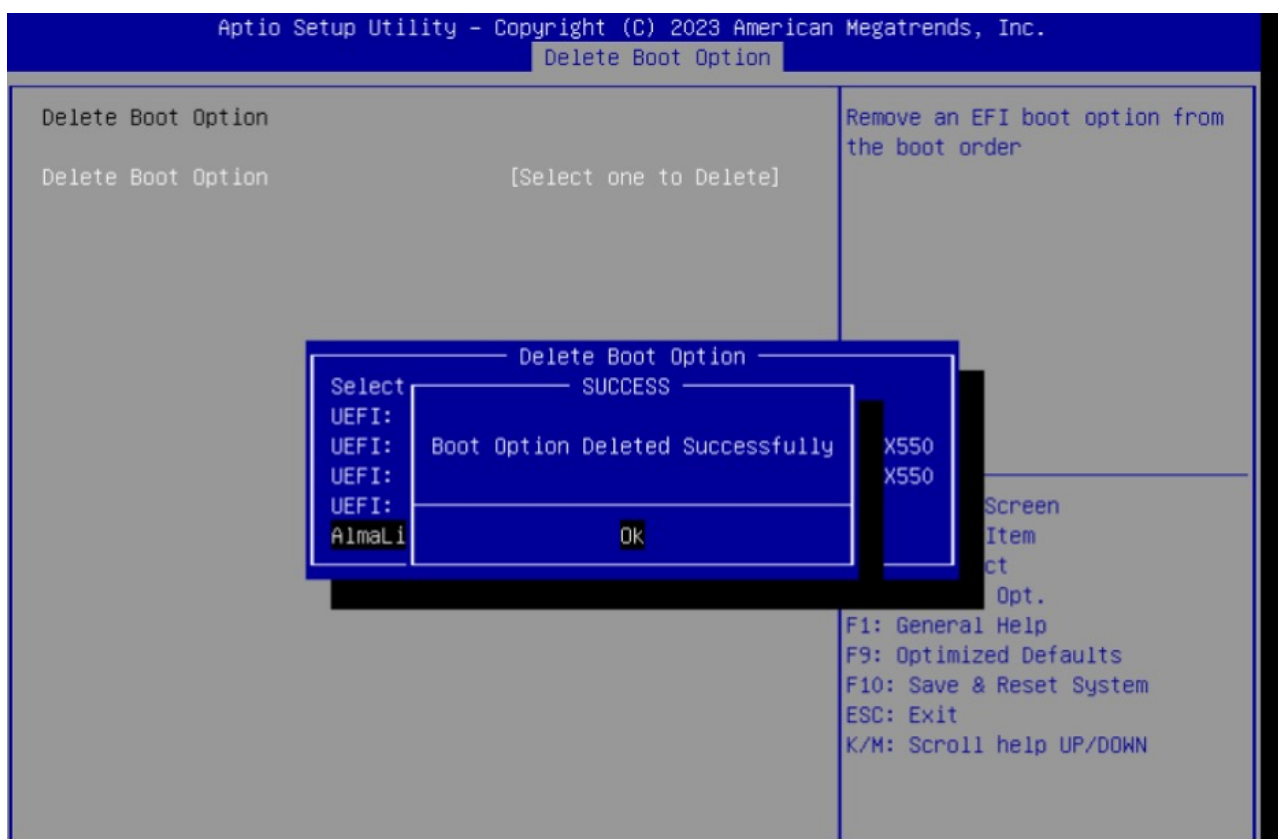 Aptio Setup Utility – Copyright (C) 2023 American Megatrends, Inc.
Delete Boot Option
Delete Boot Option
Delete Boot Option [Select one to Delete]
Remove an EFI boot option from
the boot order
Delete Boot Option
Select
SUCCESS
UEFI:
UEFI: X550
Boot Option Deleted Successfully
UEFI: X550
UEFI:
AlmaLi
Ok
Screen
Item
ct
Opt.
F1: General Help
F9: Optimized Defaults
F10: Save & Reset System
ESC: Exit
K/M: Scroll help UP/DOWN